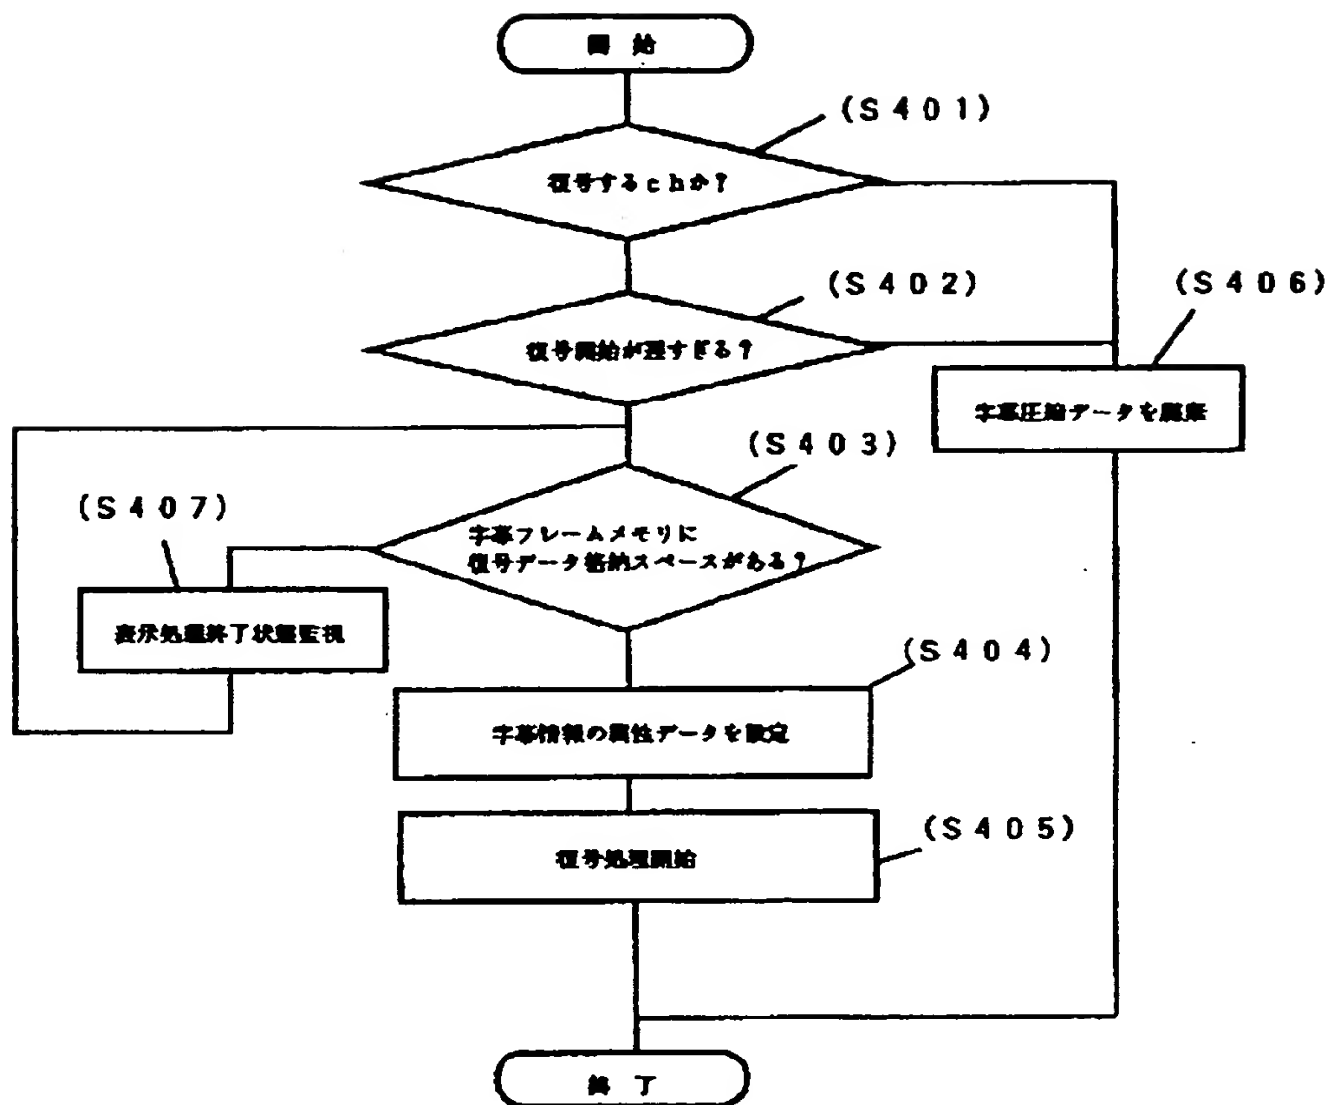 開 始
(S401)
復号するchか?
(S402)
(S406)
復号開始が遅すぎる?
字幕圧縮データを廃棄
(S403)
(S407)
字幕フレームメモリに
復号データ格納スペースがある?
表示処理終了状態監視
(S404)
字幕情報の属性データを設定
(S405)
復号処理開始
終 了